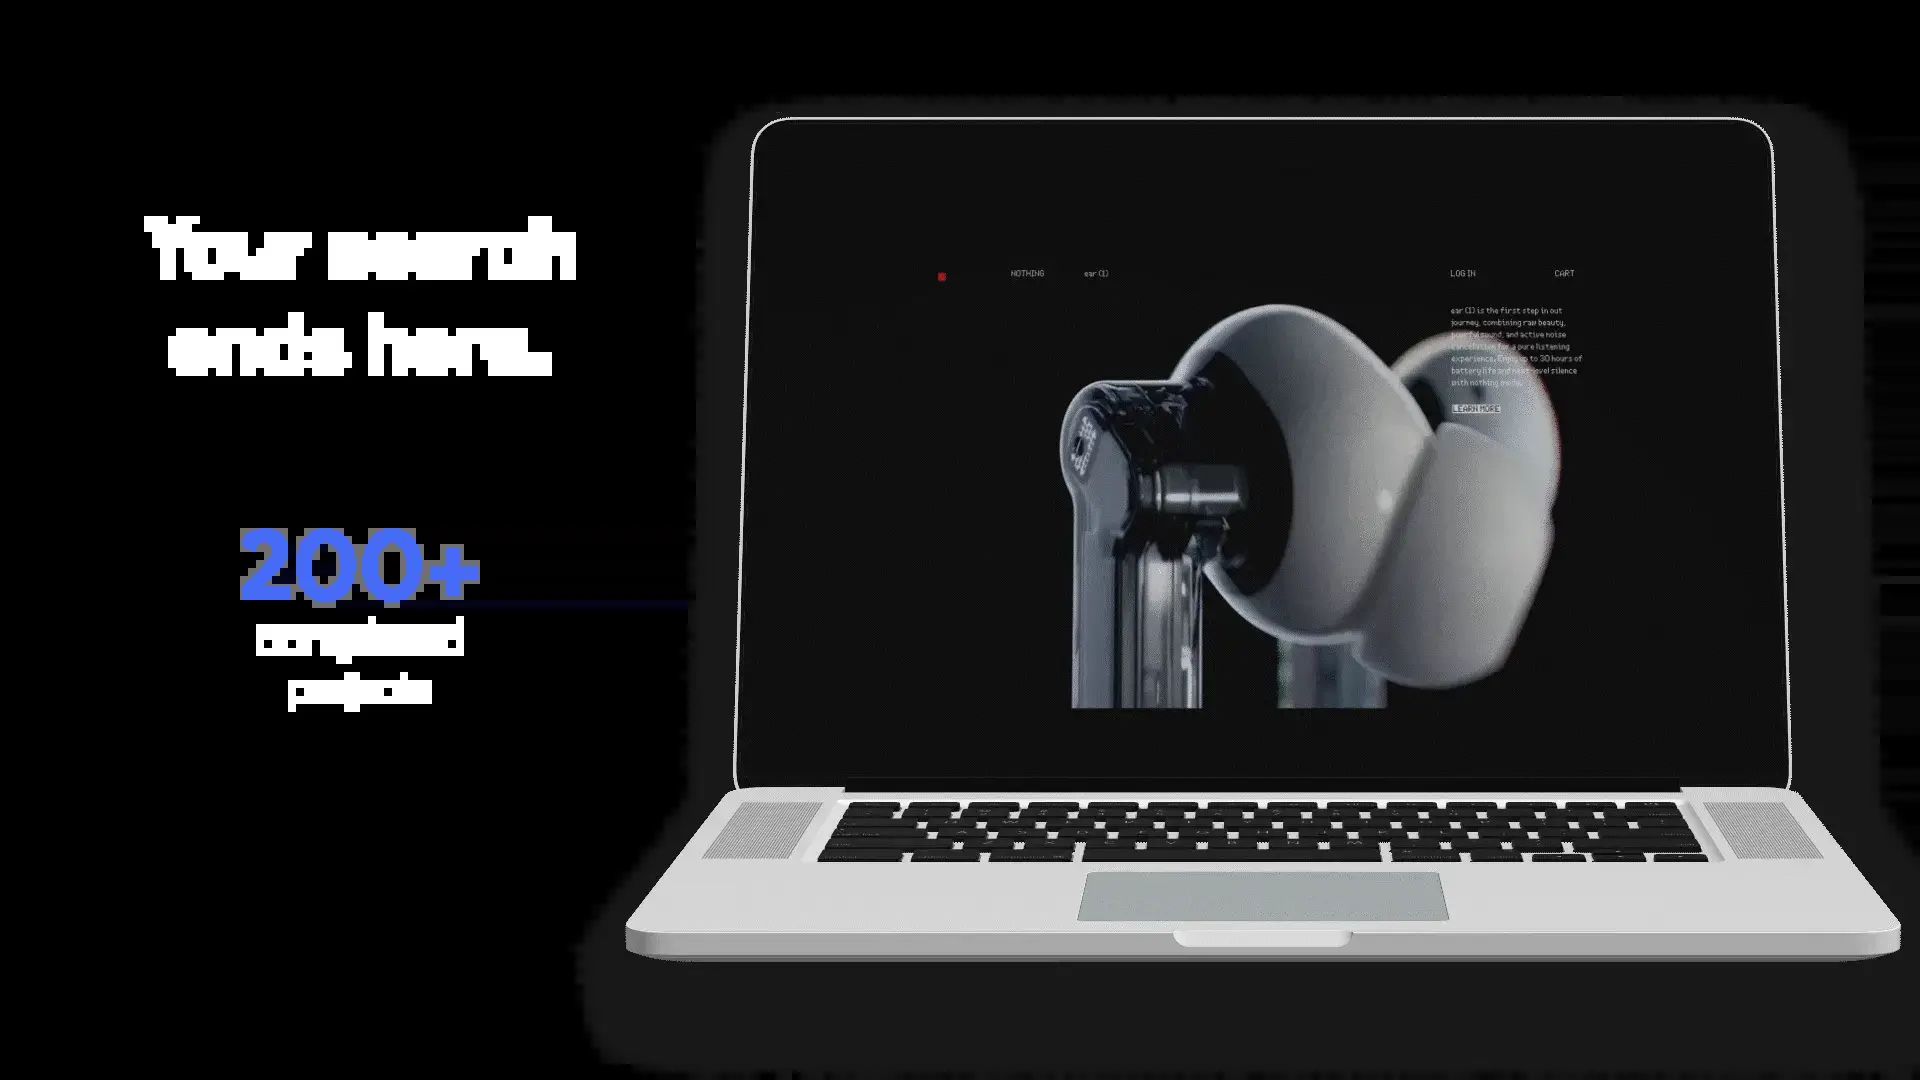 Your search
ends here.
200+
completed
projects
NOTHING ear (1) LOG IN CART
ear (1) is the first step in out
journey, combining raw beauty,
powerful sound, and active noise
cancellation for a pure listening
experience. Enjoy up to 30 hours of
battery life and next-level silence
with nothing made.
LEARN MORE